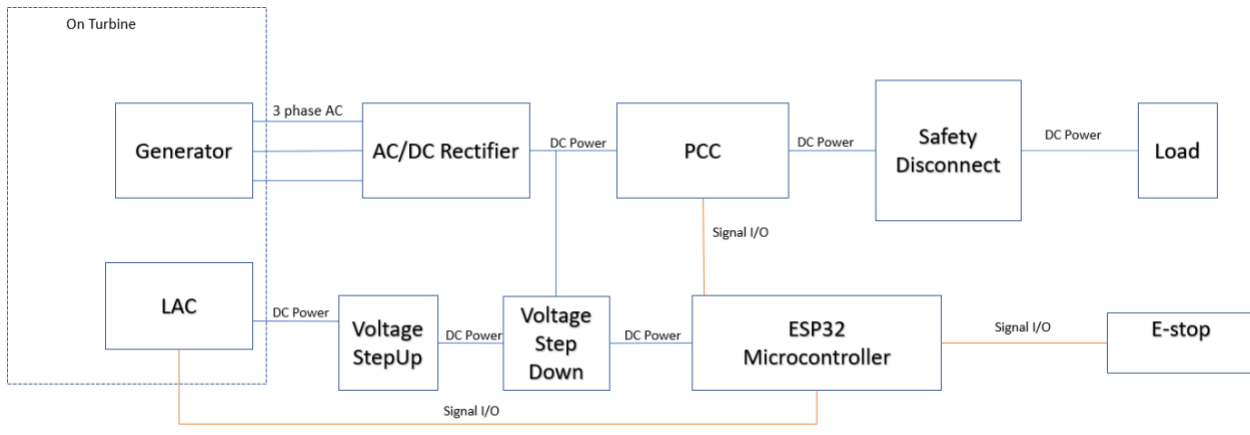 On Turbine
3 phase AC
Generator
AC/DC Rectifier
DC Power
PCC
DC Power
Safety
Disconnect
DC Power
Load
Signal I/O
LAC
DC Power
Voltage
StepUp
DC Power
Voltage
Step
Down
DC Power
ESP32
Microcontroller
Signal I/O
E-stop
Signal I/O